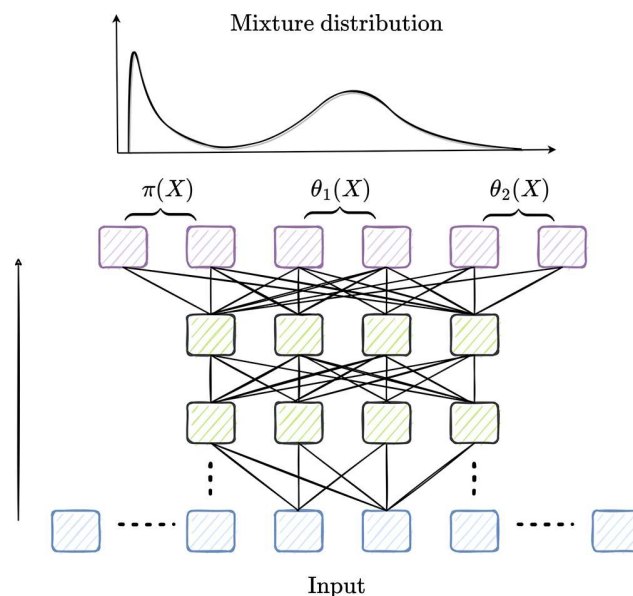 Mixture distribution
π(X) θ₁(X) θ₂(X)
Input